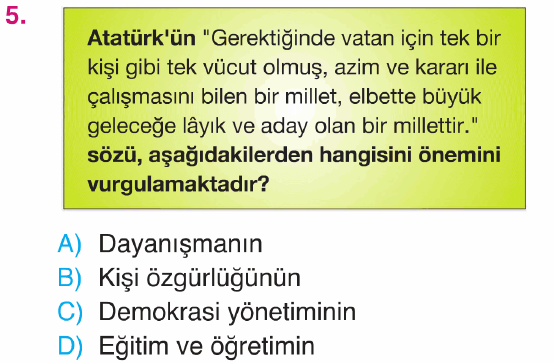 5.
Atatürk'ün "Gerektiğinde vatan için tek bir
kişi gibi tek vücut olmuş, azim ve kararı ile
çalışmasını bilen bir millet, elbette büyük
geleceğe lâyık ve aday olan bir millettir."
sözü, aşağıdakilerden hangisini önemini
vurgulamaktadır?
A) Dayanışmanın
B) Kişi özgürlüğünün
C) Demokrasi yönetiminin
D) Eğitim ve öğretimin